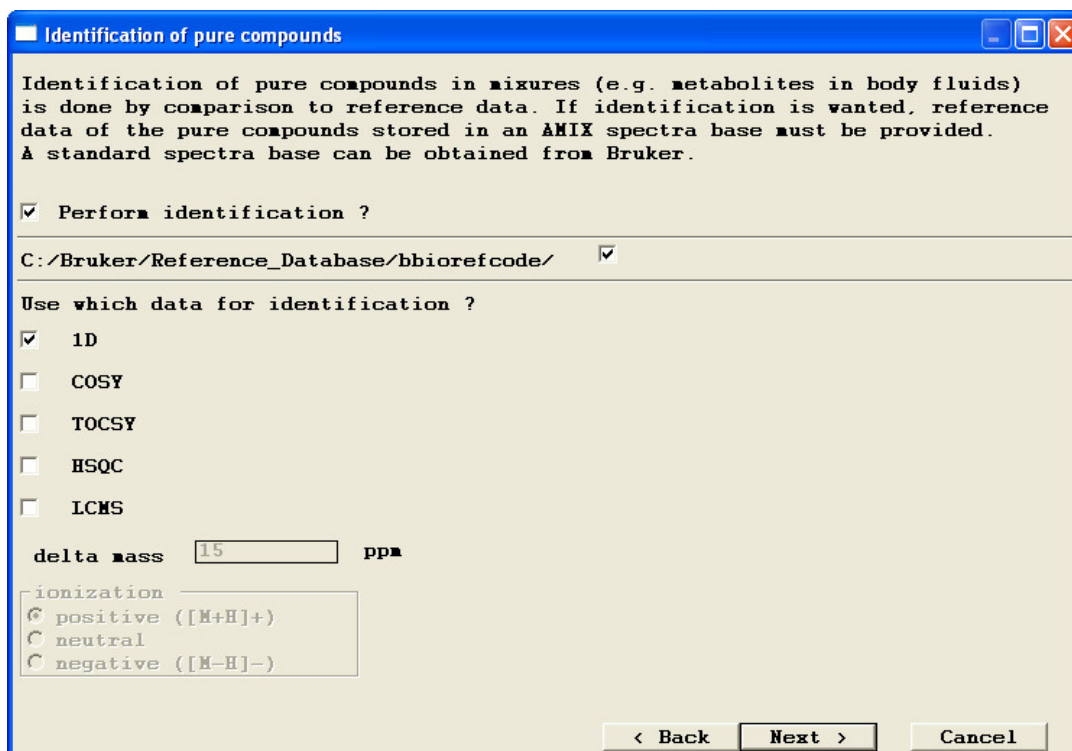 Identification of pure compounds
Identification of pure compounds in mixures (e.g. metabolites in body fluids)
is done by comparison to reference data. If identification is wanted, reference
data of the pure compounds stored in an AMIX spectra base must be provided.
A standard spectra base can be obtained from Bruker.
Perform identification ?
C:/Bruker/Reference_Database/bbiorefcode/
Use which data for identification ?
1D
COSY
TOCSY
HSQC
LCMS
delta mass 15 ppm
ionization
positive ([M+H]+)
neutral
negative ([M-H]-)
< Back Next > Cancel